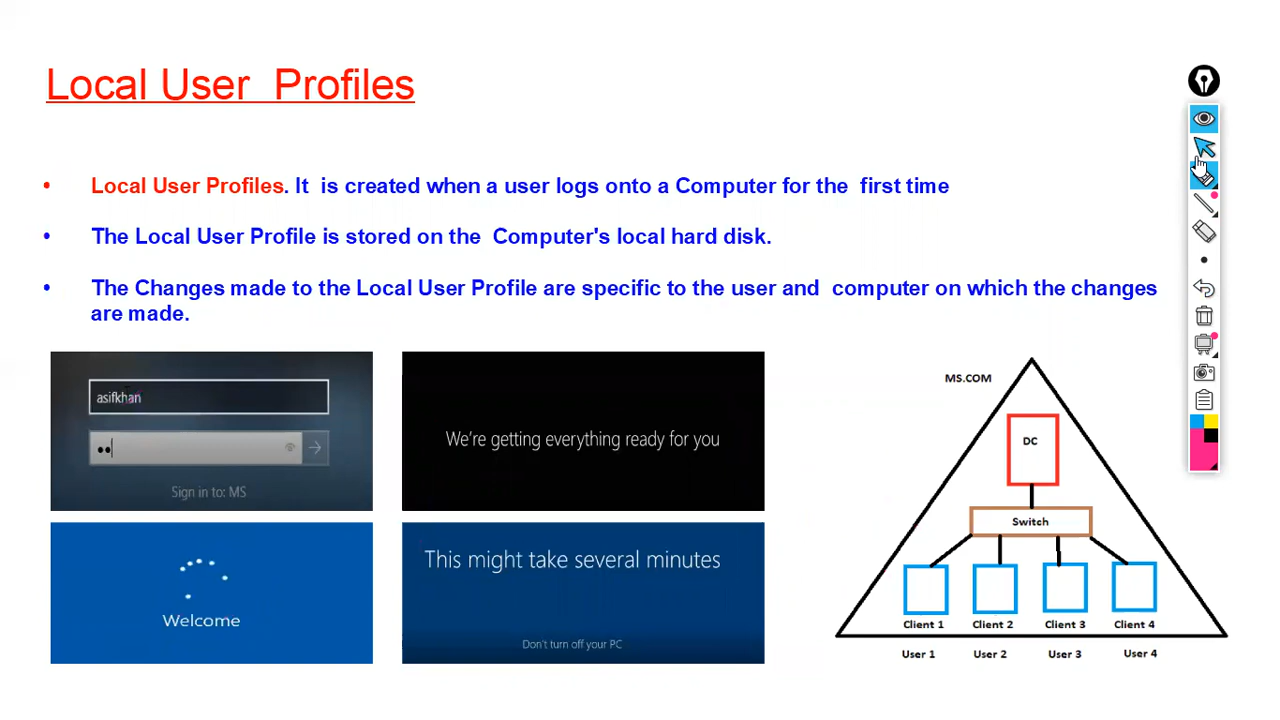 Local User Profiles
• Local User Profiles. It is created when a user logs onto a Computer for the first time
• The Local User Profile is stored on the Computer's local hard disk.
• The Changes made to the Local User Profile are specific to the user and computer on which the changes
are made.
asifkhan
Sign in to: MS
We're getting everything ready for you
Welcome
This might take several minutes
Don't turn off your PC
MS.COM
DC
Switch
Client 1 Client 2 Client 3 Client 4
User 1 User 2 User 3 User 4